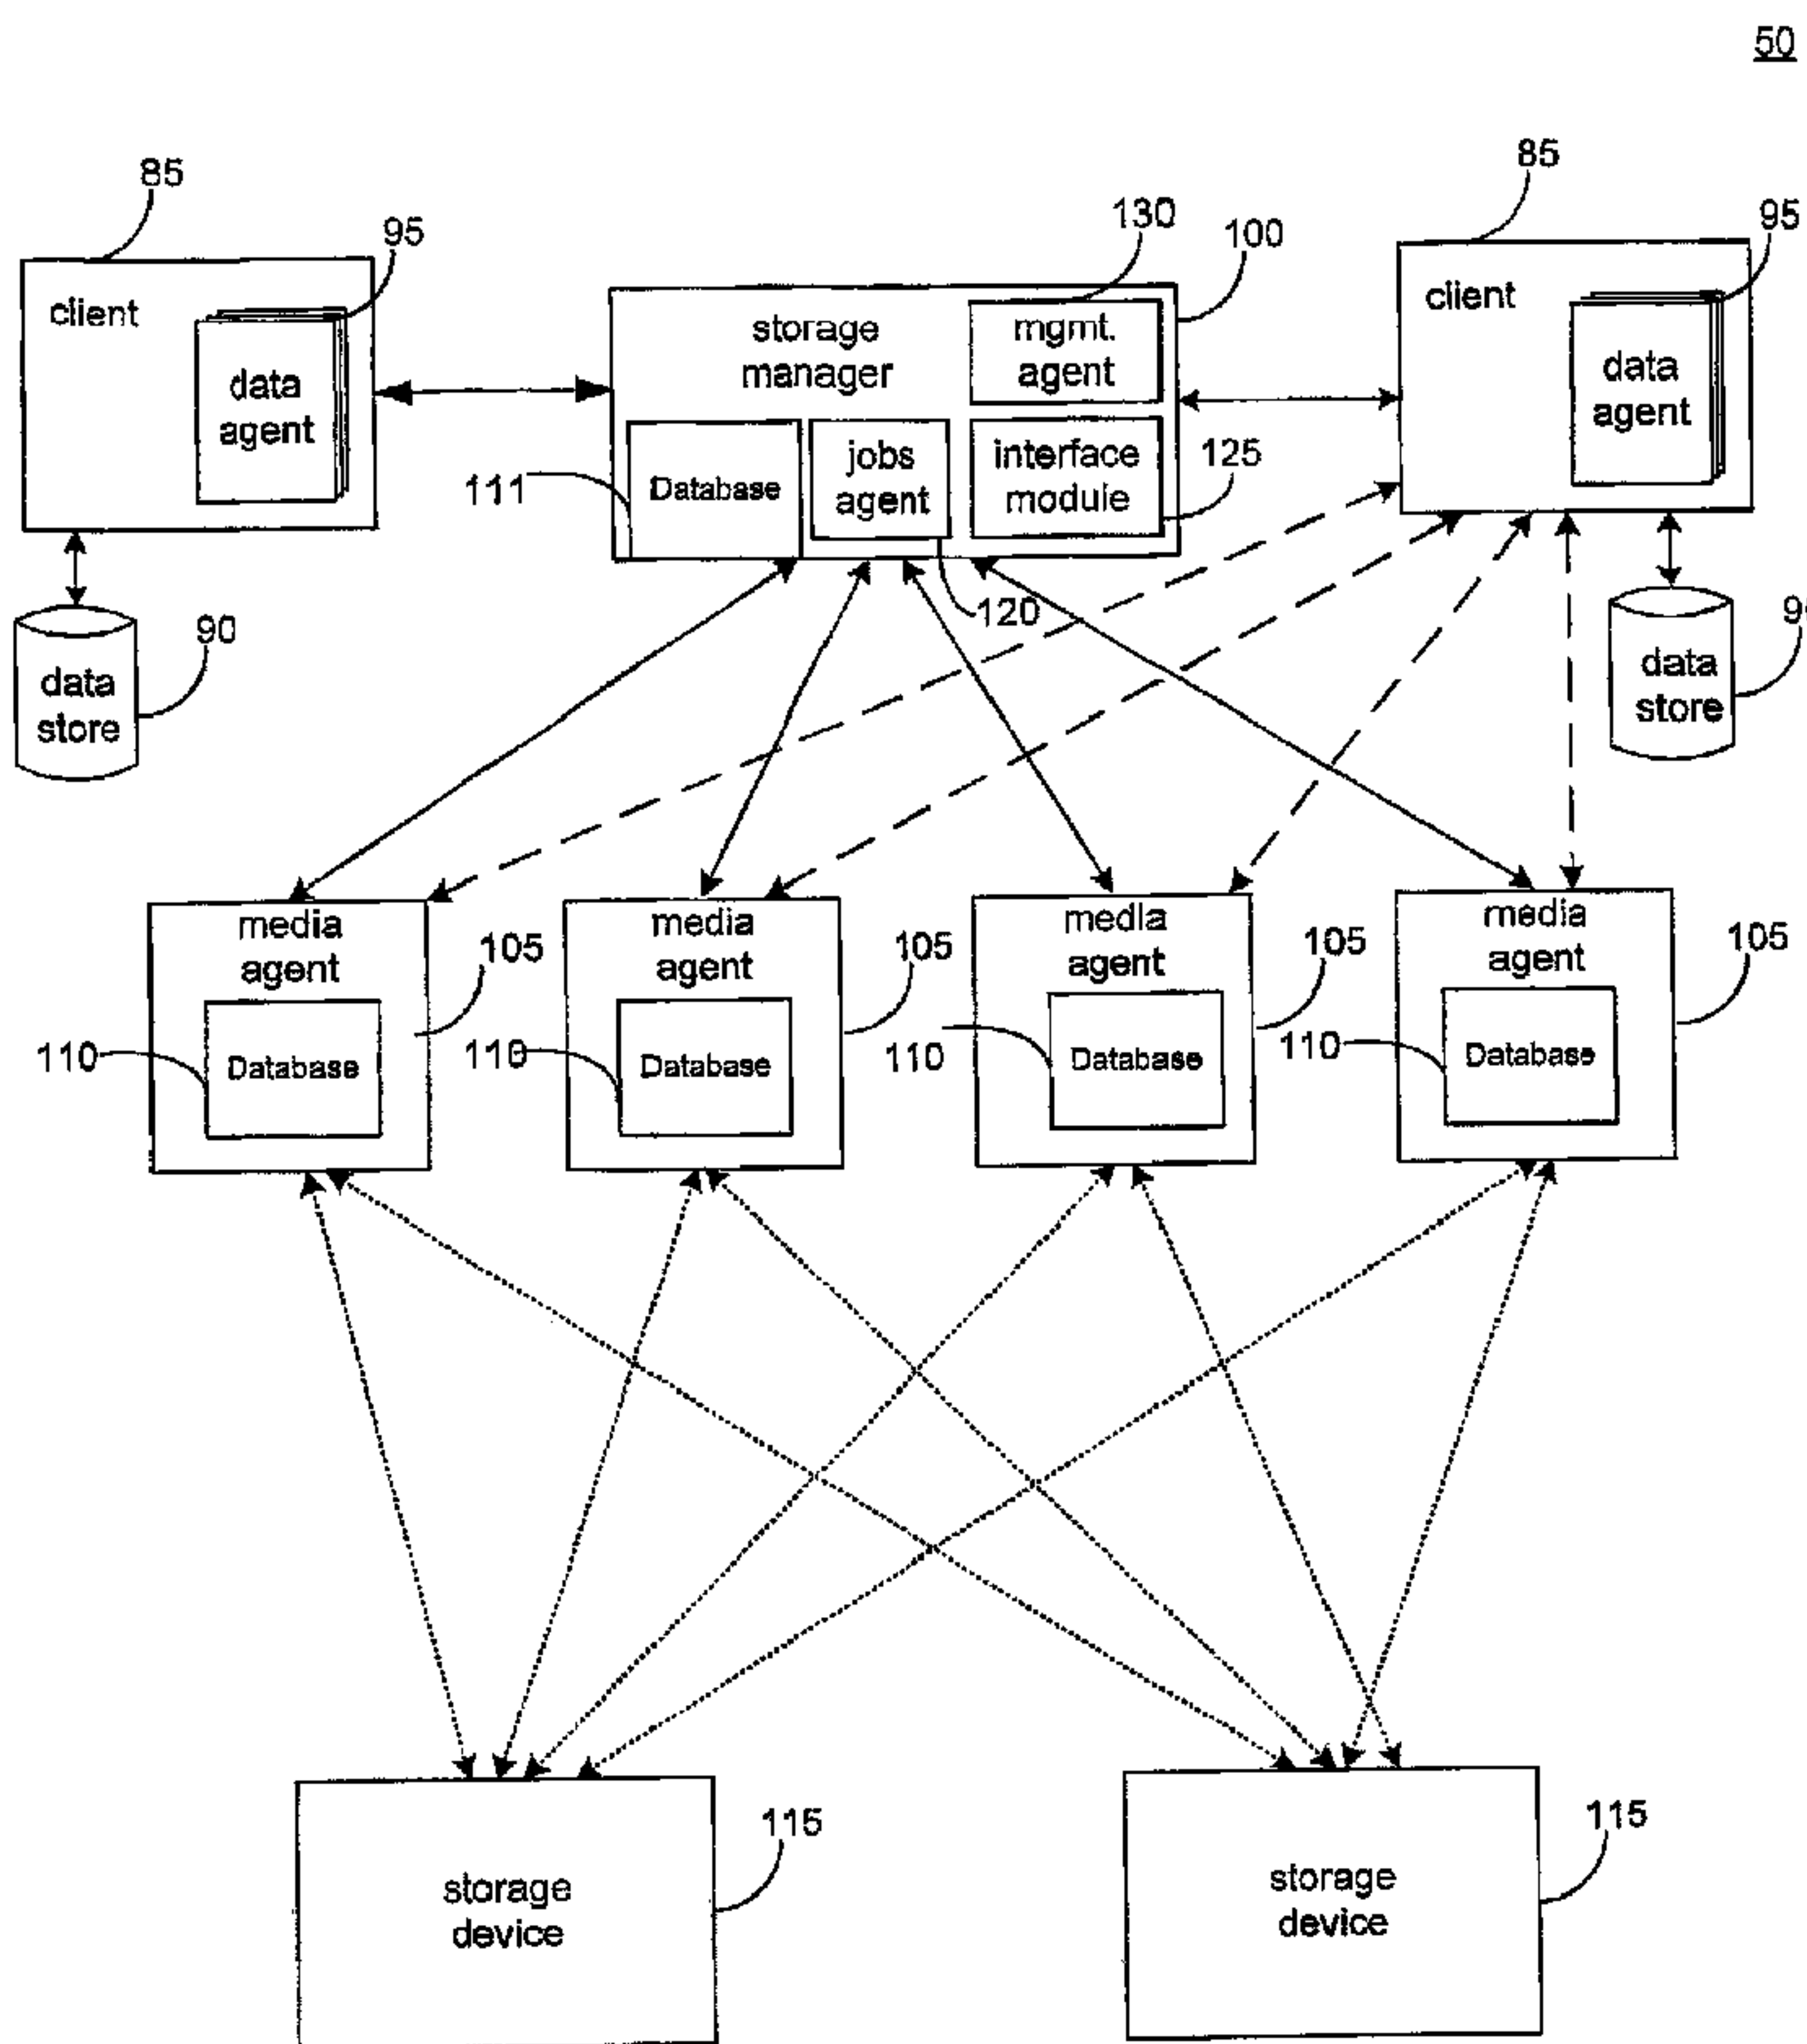 50
85
95
client
data
agent
90
data
store
130
100
storage
manager
mgmt.
agent
111
Database
jobs
agent
interface
module
125
120
85
95
client
data
agent
data
store
media
agent
105
110
Database
media
agent
105
110
Database
media
agent
105
110
Database
media
agent
105
110
Database
storage
device
115
storage
device
115